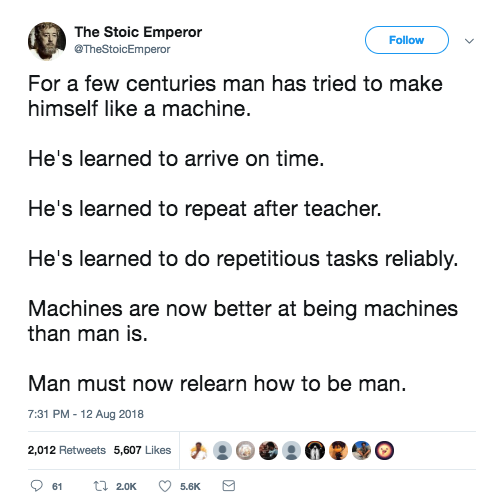 The Stoic Emperor
@TheStoicEmperor
Follow
For a few centuries man has tried to make
himself like a machine.
He's learned to arrive on time.
He's learned to repeat after teacher.
He's learned to do repetitious tasks reliably.
Machines are now better at being machines
than man is.
Man must now relearn how to be man.
7:31 PM - 12 Aug 2018
2,012 Retweets 5,607 Likes
61 2.0K 5.6K